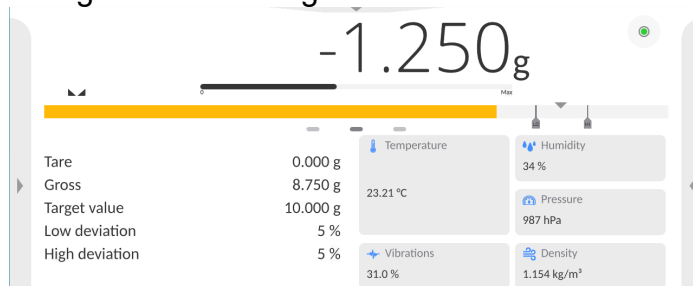 -1.250g
0
Max
Tare 0.000 g
Gross 8.750 g
Target value 10.000 g
Low deviation 5 %
High deviation 5 %
Temperature
23.21 °C
Humidity
34 %
Pressure
987 hPa
Vibrations
31.0 %
Density
1.154 kg/m³